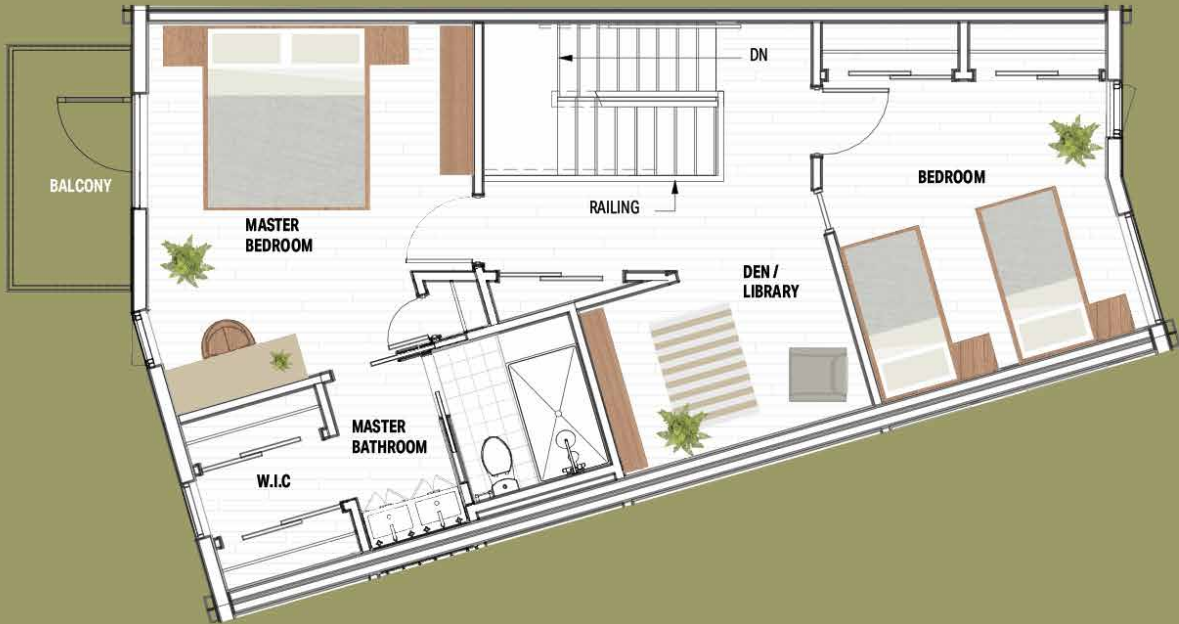 DN
BALCONY
BEDROOM
RAILING
MASTER
BEDROOM
DEN /
LIBRARY
MASTER
BATHROOM
W.I.C